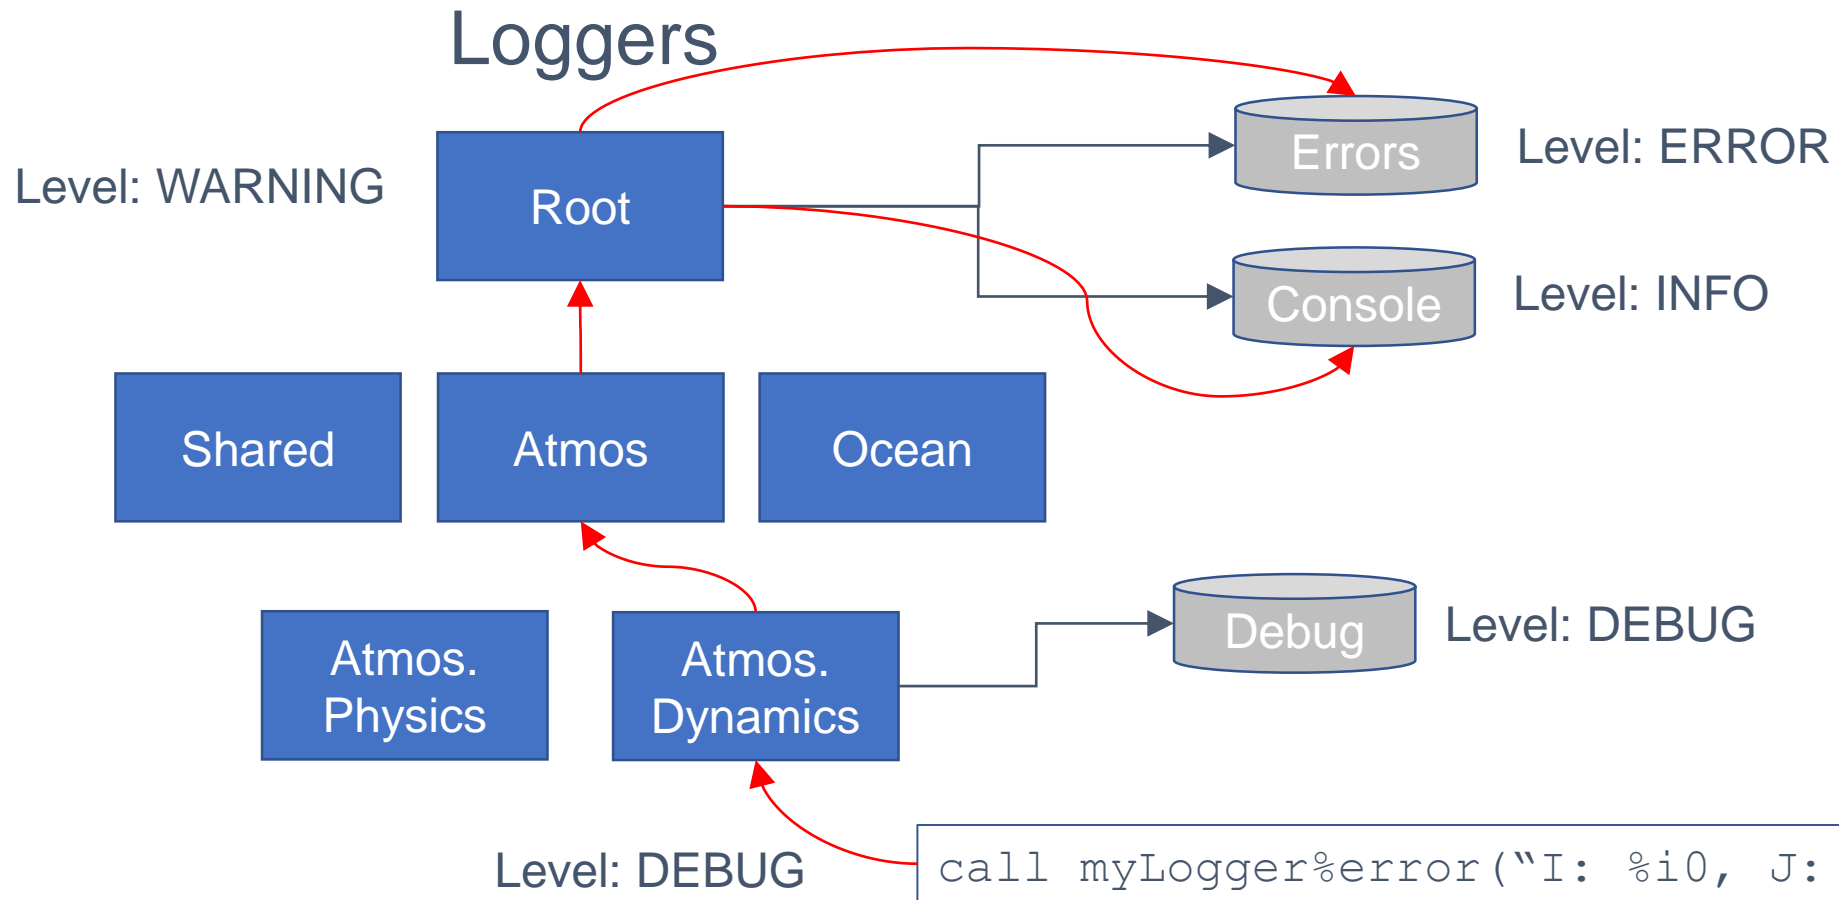 Loggers
Level: WARNING
Root
Errors
Level: ERROR
Console
Level: INFO
Shared
Atmos
Ocean
Atmos.
Physics
Atmos.
Dynamics
Debug
Level: DEBUG
Level: DEBUG
call myLogger%error(“I: %i0, J: